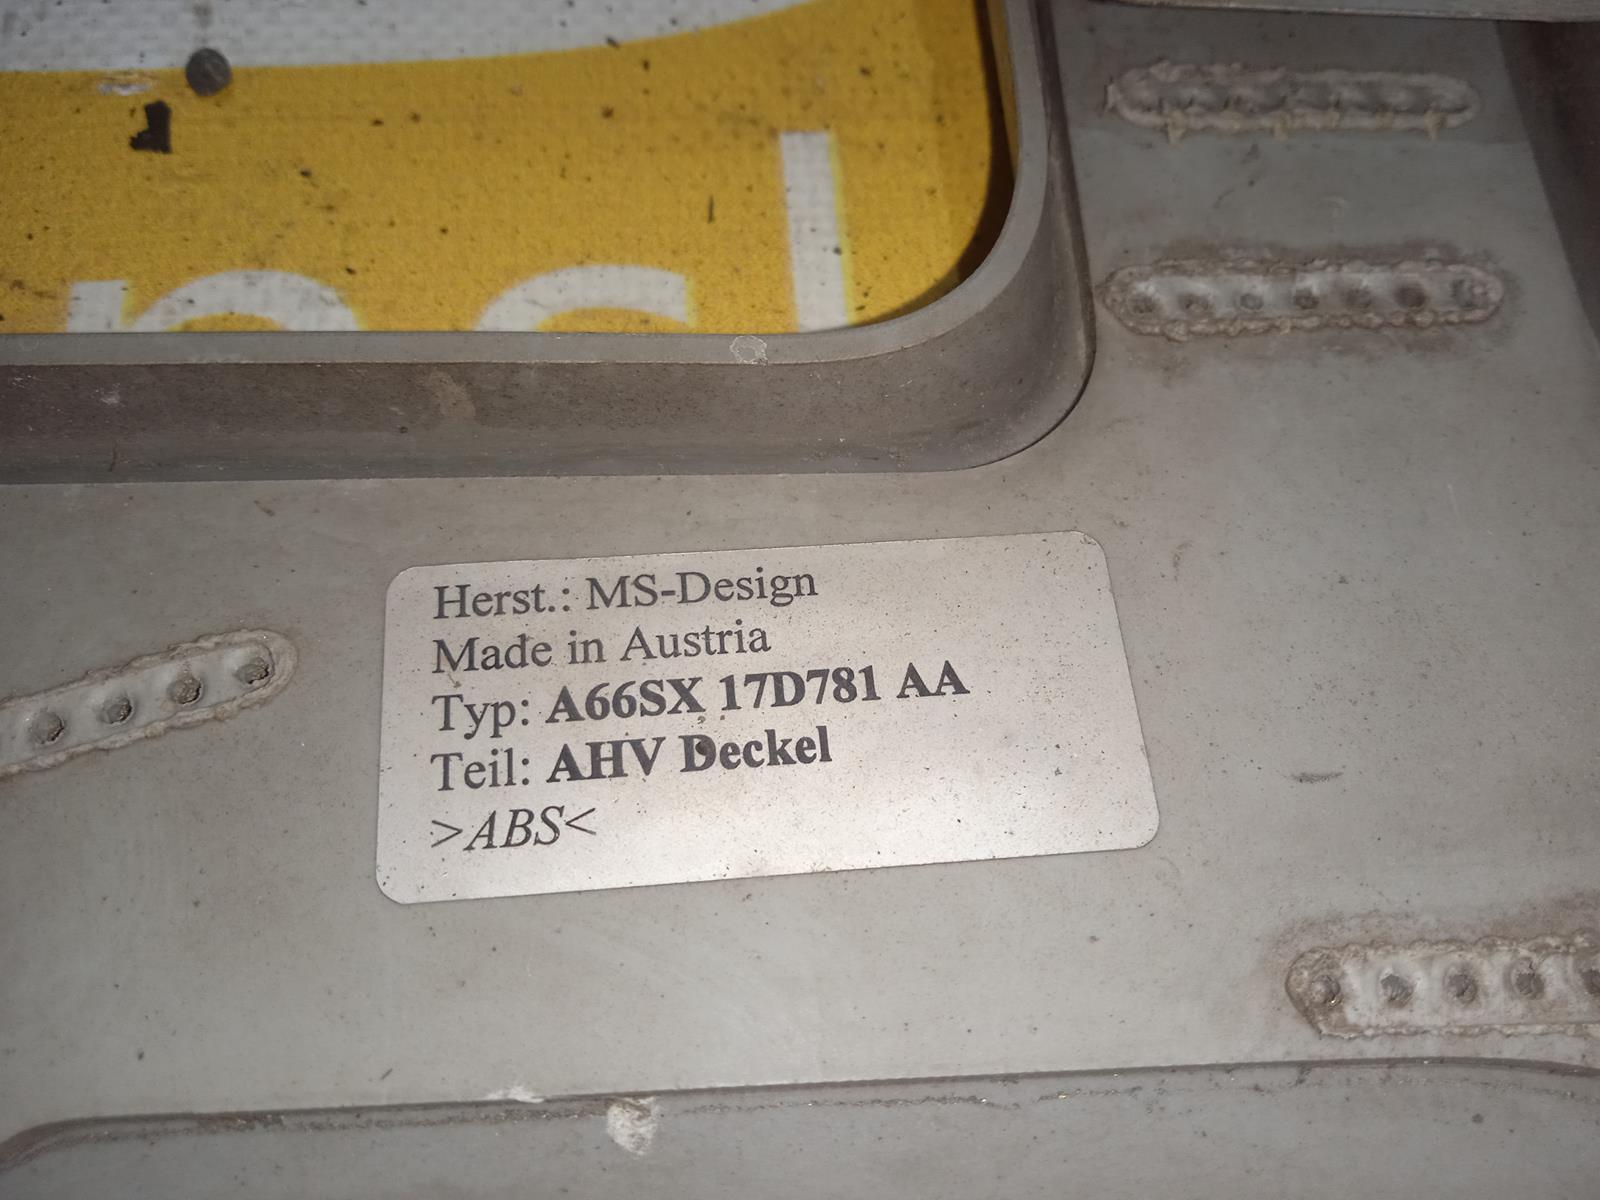 Herst.: MS-Design
Made in Austria
Typ: A66SX 17D781 AA
Teil: AHV Deckel
>ABS<